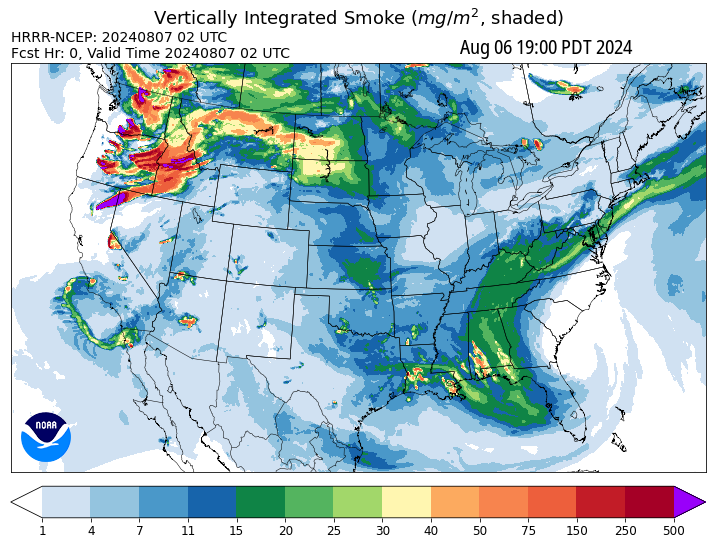 Vertically Integrated Smoke (mg/m², shaded)
HRRR-NCEP: 20240807 02 UTC
Fcst Hr: 0, Valid Time 20240807 02 UTC
Aug 06 19:00 PDT 2024
NOAA
1 4 7 11 15 20 25 30 40 50 75 150 250 500